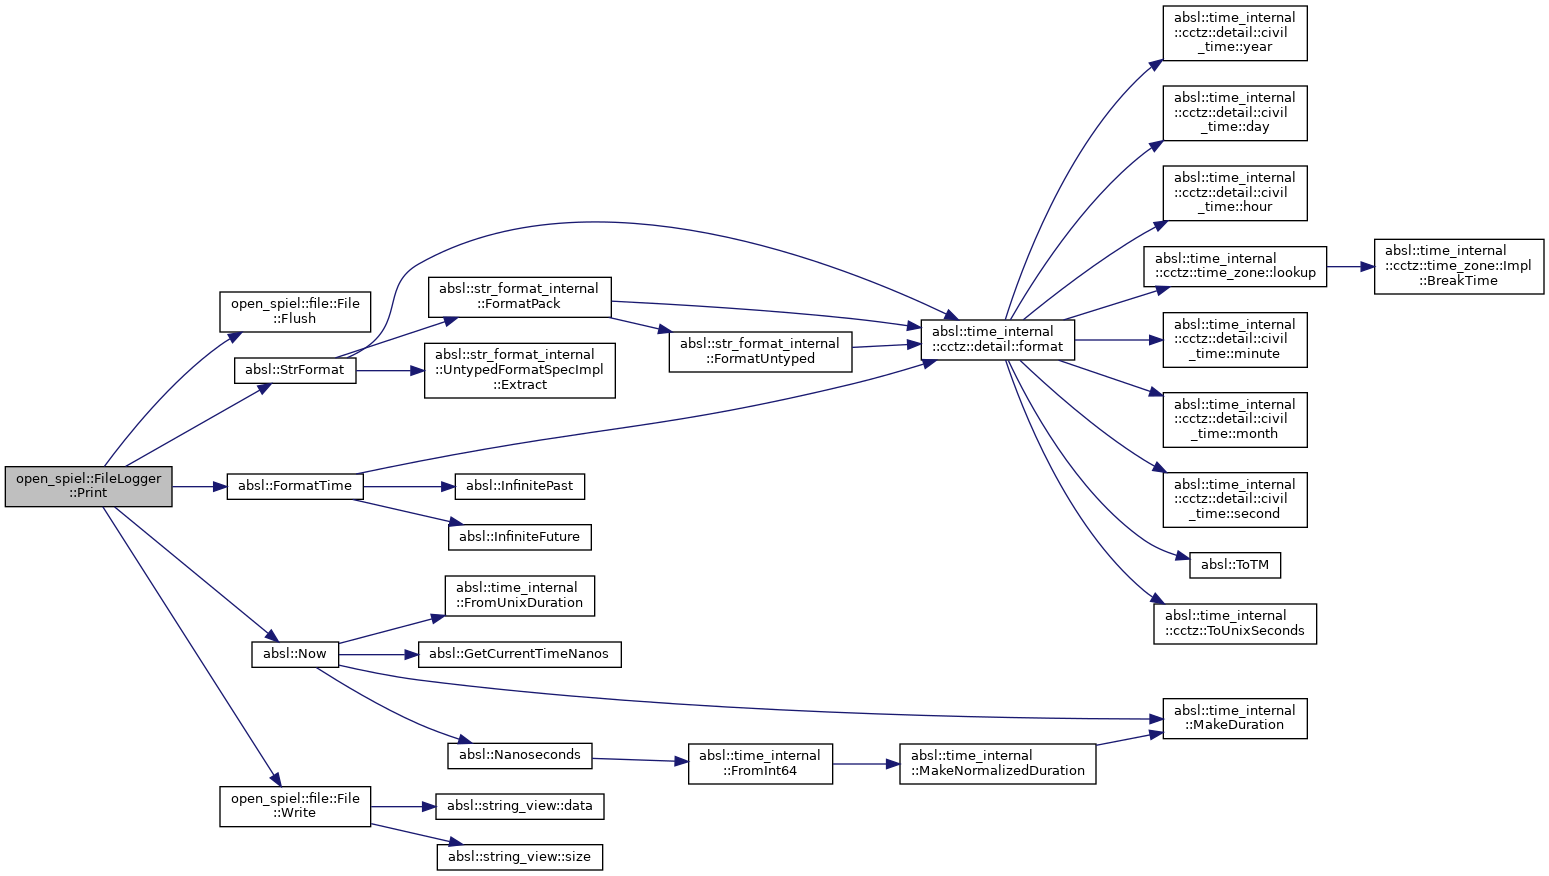 open_spiel::FileLogger
::Print
open_spiel::file::File
::Flush
absl::StrFormat
absl::FormatTime
absl::Now
open_spiel::file::File
::Write
absl::str_format_internal
::FormatPack
absl::str_format_internal
::UntypedFormatSpecImpl
::Extract
absl::InfinitePast
absl::InfiniteFuture
absl::time_internal
::FromUnixDuration
absl::GetCurrentTimeNanos
absl::Nanoseconds
absl::string_view::data
absl::string_view::size
absl::str_format_internal
::FormatUntyped
absl::time_internal
::FromInt64
absl::time_internal
::cctz::detail::format
absl::time_internal
::MakeNormalizedDuration
absl::time_internal
::cctz::detail::civil
_time::year
absl::time_internal
::cctz::detail::civil
_time::day
absl::time_internal
::cctz::detail::civil
_time::hour
absl::time_internal
::cctz::time_zone::lookup
absl::time_internal
::cctz::time_zone::Impl
::BreakTime
absl::time_internal
::cctz::detail::civil
_time::minute
absl::time_internal
::cctz::detail::civil
_time::month
absl::time_internal
::cctz::detail::civil
_time::second
absl::ToTM
absl::time_internal
::cctz::ToUnixSeconds
absl::time_internal
::MakeDuration